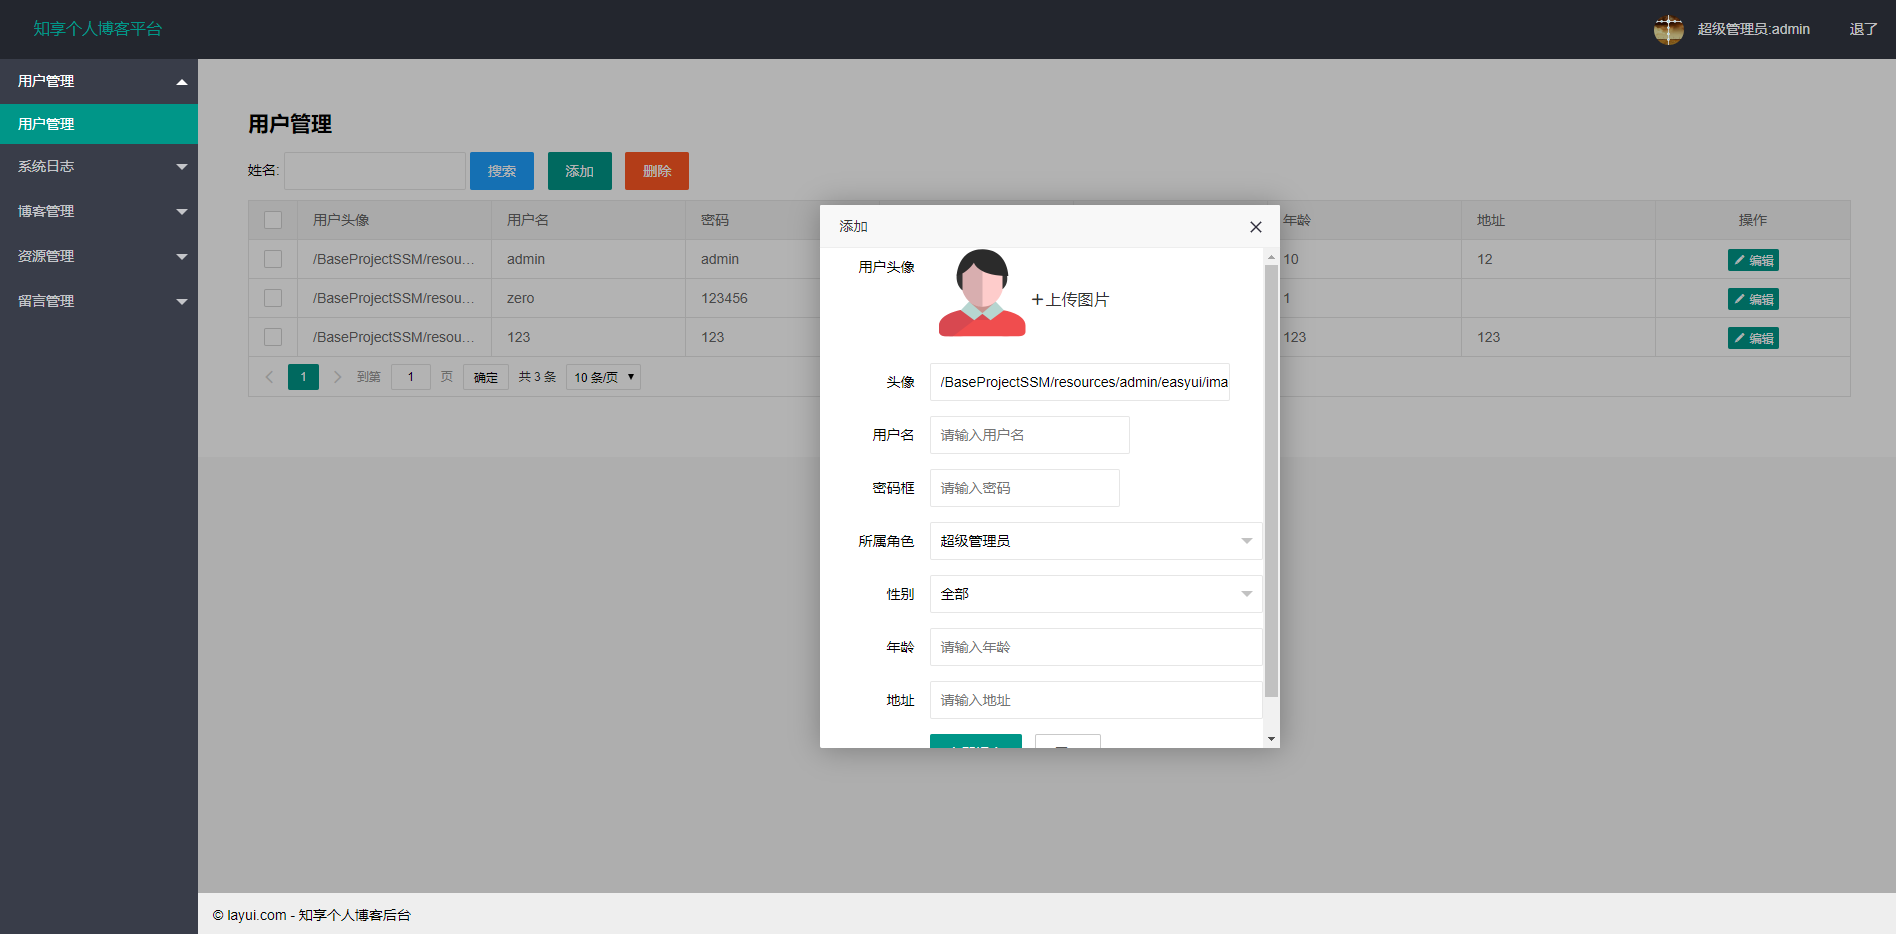 知享个人博客平台
超级管理员:admin
退了
用户管理
用户管理
系统日志
博客管理
资源管理
留言管理
用户管理
姓名:
搜索
添加
删除
用户头像 用户名 密码 年龄 地址 操作
/BaseProjectSSM/resou... admin admin 10 12 编辑
/BaseProjectSSM/resou... zero 123456 1 编辑
/BaseProjectSSM/resou... 123 123 123 123 编辑
1 到第 1 页 确定 共 3 条 10 条/页
添加
用户头像
+上传图片
头像 /BaseProjectSSM/resources/admin/easyui/ima
用户名 请输入用户名
密码框 请输入密码
所属角色 超级管理员
性别 全部
年龄 请输入年龄
地址 请输入地址
© layui.com - 知享个人博客后台